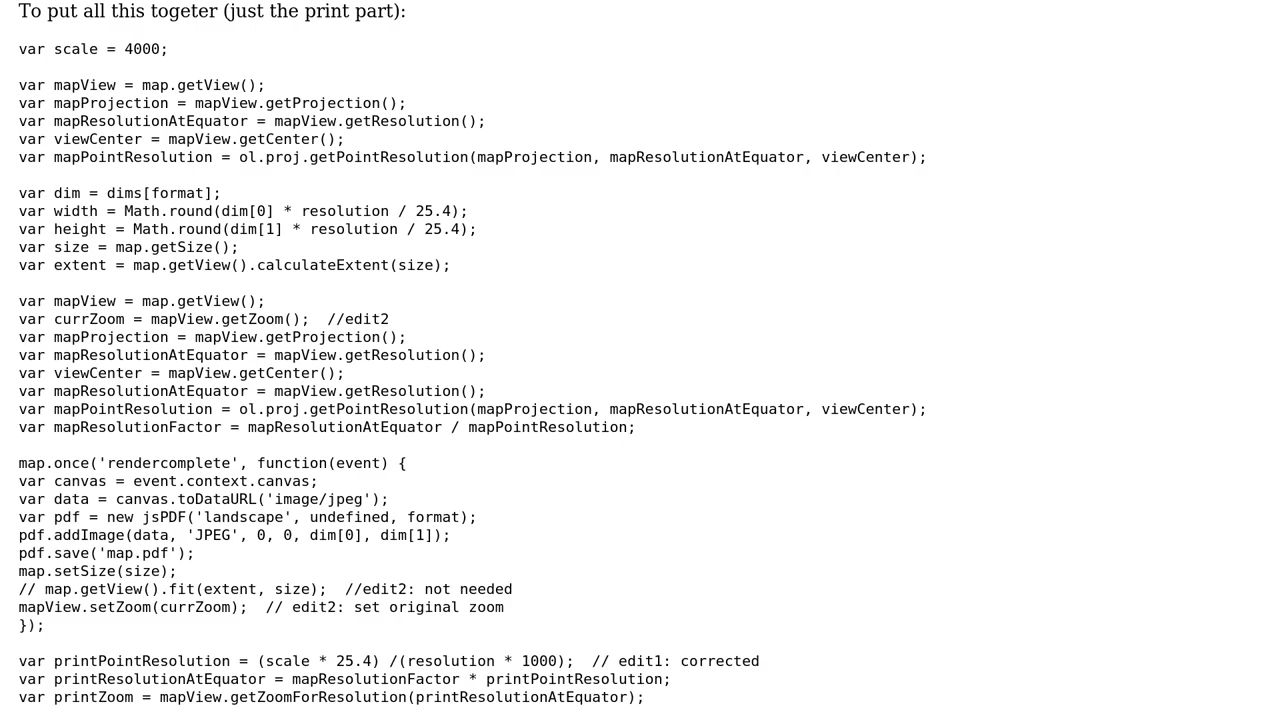 To put all this togeter (just the print part):
var scale = 4000;
var mapView = map.getView();
var mapProjection = mapView.getProjection();
var mapResolutionAtEquator = mapView.getResolution();
var viewCenter = mapView.getCenter();
var mapPointResolution = ol.proj.getPointResolution(mapProjection, mapResolutionAtEquator, viewCenter);
var dim = dims[format];
var width = Math.round(dim[0] * resolution / 25.4);
var height = Math.round(dim[1] * resolution / 25.4);
var size = map.getSize();
var extent = map.getView().calculateExtent(size);
var mapView = map.getView();
var currZoom = mapView.getZoom();  //edit2
var mapProjection = mapView.getProjection();
var mapResolutionAtEquator = mapView.getResolution();
var viewCenter = mapView.getCenter();
var mapResolutionAtEquator = mapView.getResolution();
var mapPointResolution = ol.proj.getPointResolution(mapProjection, mapResolutionAtEquator, viewCenter);
var mapResolutionFactor = mapResolutionAtEquator / mapPointResolution;
map.once('rendercomplete', function(event) {
var canvas = event.context.canvas;
var data = canvas.toDataURL('image/jpeg');
var pdf = new jsPDF('landscape', undefined, format);
pdf.addImage(data, 'JPEG', 0, 0, dim[0], dim[1]);
pdf.save('map.pdf');
map.setSize(size);
// map.getView().fit(extent, size);  //edit2: not needed
mapView.setZoom(currZoom);  // edit2: set original zoom
});
var printPointResolution = (scale * 25.4) /(resolution * 1000);  // edit1: corrected
var printResolutionAtEquator = mapResolutionFactor * printPointResolution;
var printZoom = mapView.getZoomForResolution(printResolutionAtEquator);